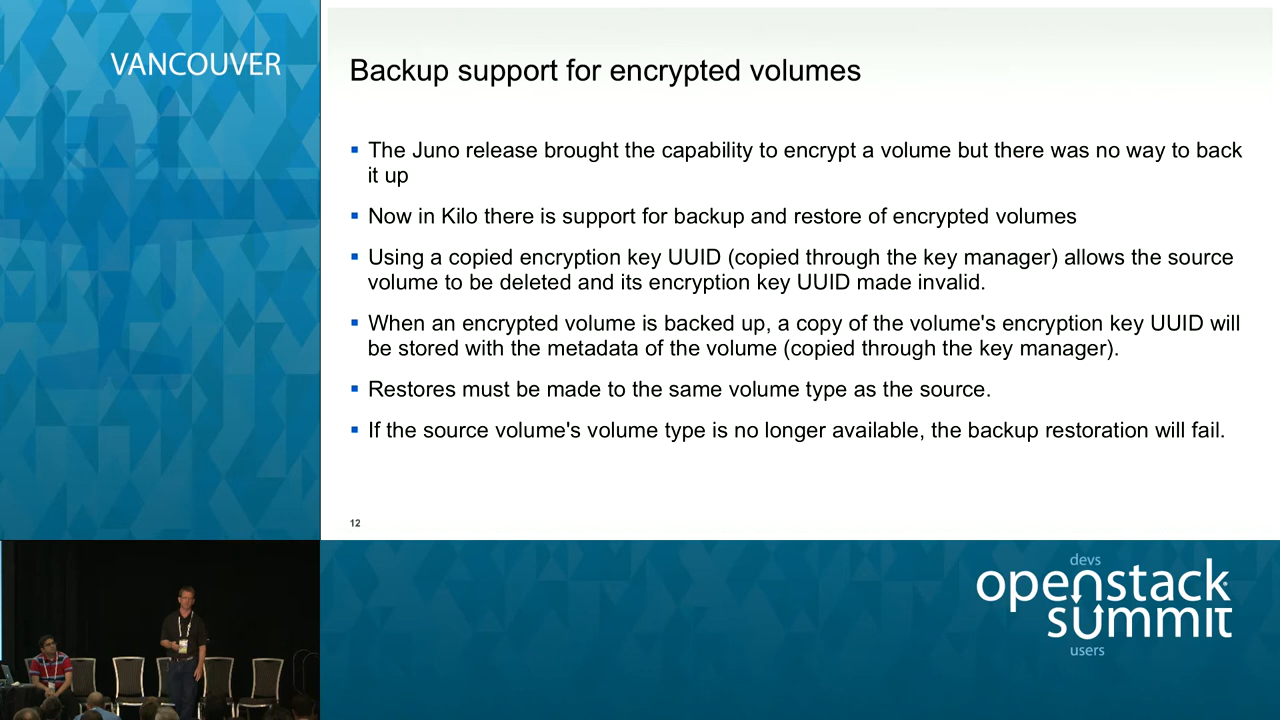 VANCOUVER
Backup support for encrypted volumes
The Juno release brought the capability to encrypt a volume but there was no way to back
it up
Now in Kilo there is support for backup and restore of encrypted volumes
Using a copied encryption key UUID (copied through the key manager) allows the source
volume to be deleted and its encryption key UUID made invalid.
When an encrypted volume is backed up, a copy of the volume's encryption key UUID will
be stored with the metadata of the volume (copied through the key manager).
Restores must be made to the same volume type as the source.
If the source volume's volume type is no longer available, the backup restoration will fail.
12
devs
openstack
summit
users